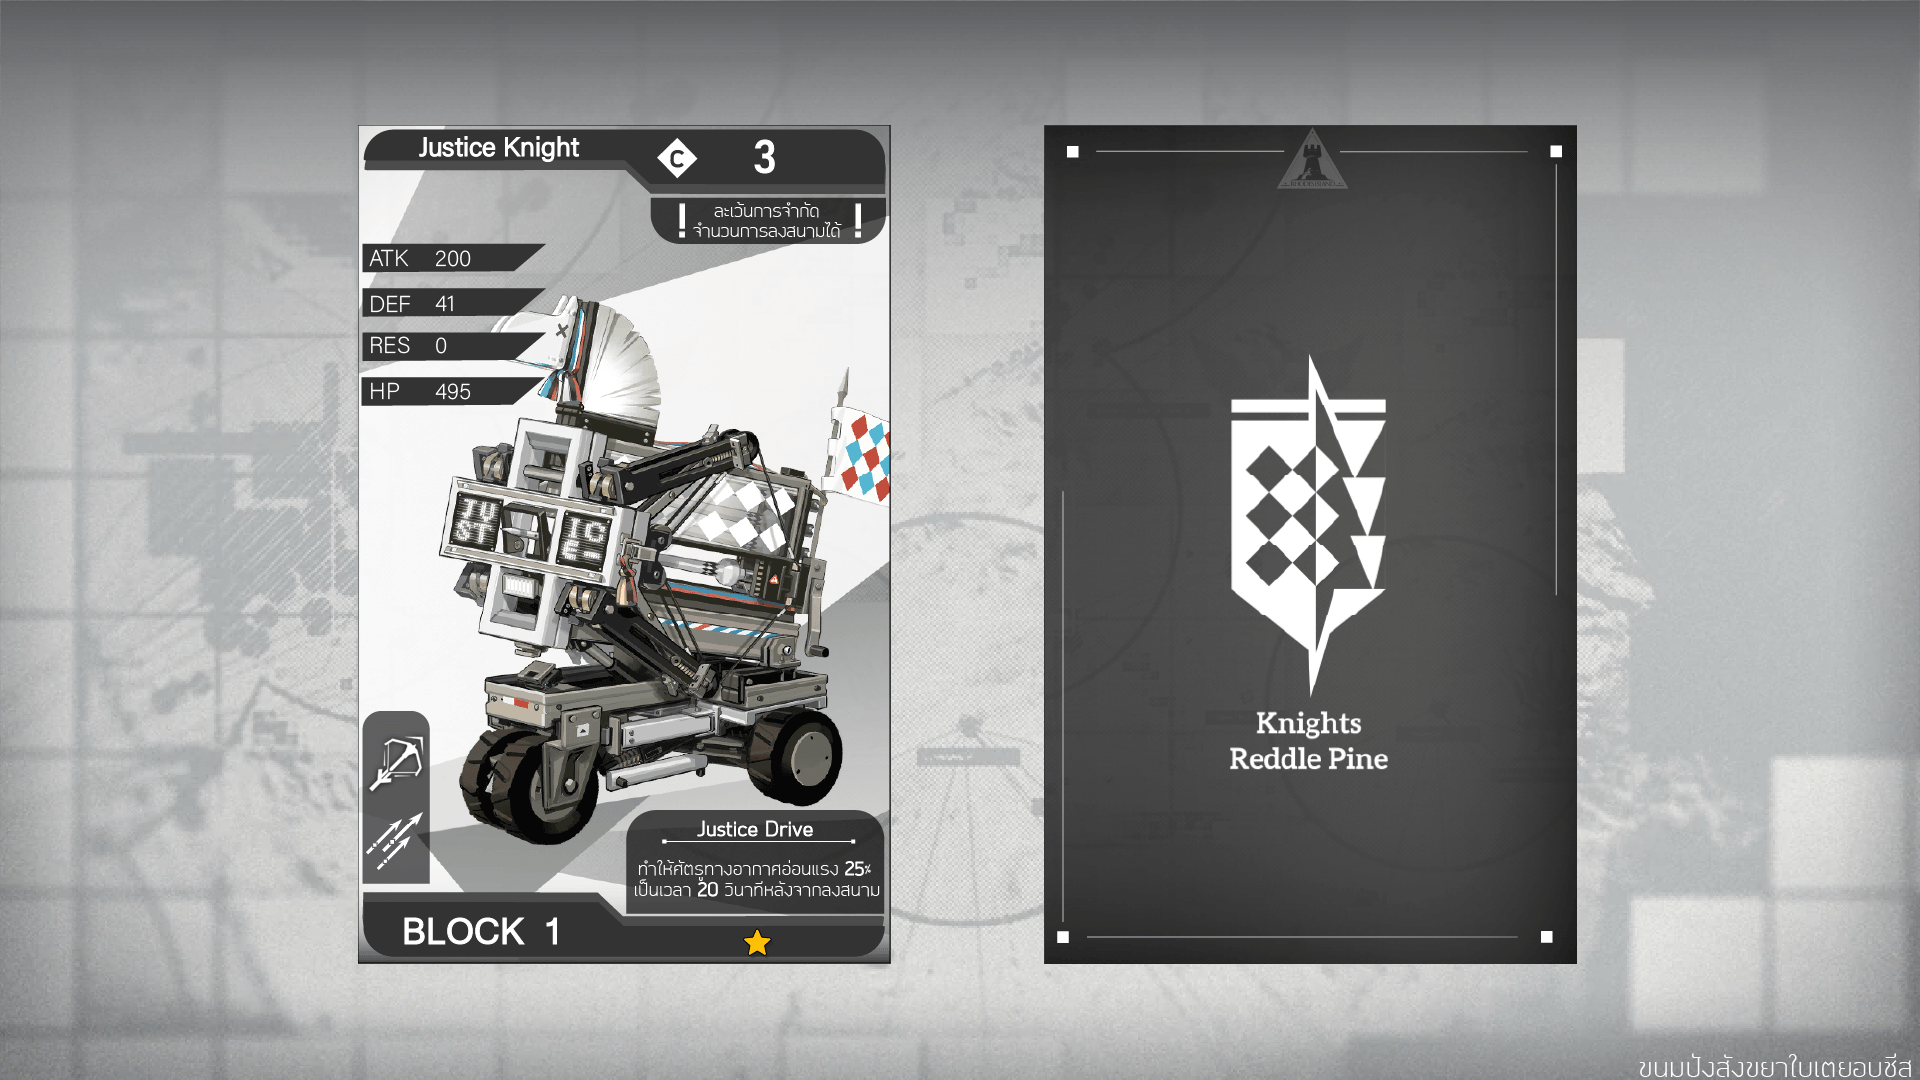 Justice Knight
C 3
! ละเว้นการจำกัด !
จำนวนการลงสนามได้
ATK 200
DEF 41
RES 0
HP 495
JU
ST
IC
E
Justice Drive
ทำให้ศัตรูทางอากาศอ่อนแรง 25%
เป็นเวลา 20 วินาทีหลังจากลงสนาม
BLOCK 1
RHODES ISLAND
Knights
Reddle Pine
ขนมปังสังขยาใบเตยอบชีส